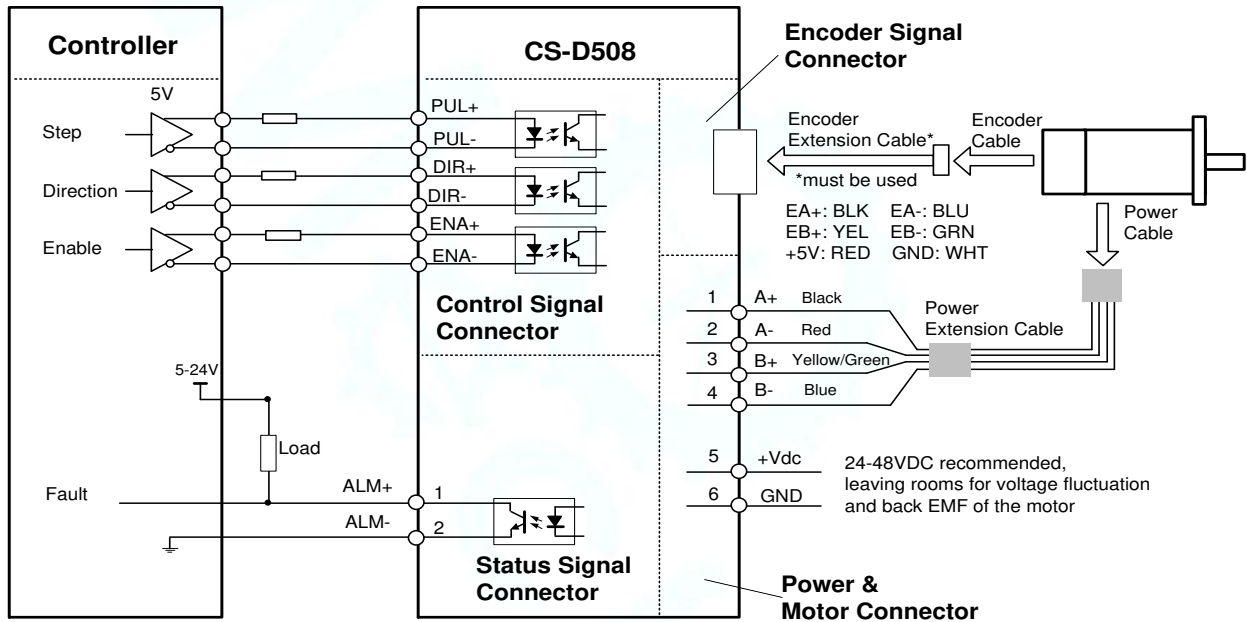 Controller
CS-D508
Encoder Signal
Connector
5V
Step
Direction
Enable
PUL+
PUL-
DIR+
DIR-
ENA+
ENA-
Control Signal
Connector
Encoder
Extension Cable*
*must be used
Encoder
Cable
EA+: BLK EA-: BLU
EB+: YEL EB-: GRN
+5V: RED GND: WHT
Power
Cable
1 A+ Black
2 A- Red
3 B+ Yellow/Green
4 B- Blue
Power
Extension Cable
5 +Vdc
6 GND
24-48VDC recommended,
leaving rooms for voltage fluctuation
and back EMF of the motor
5-24V
Load
Fault
ALM+ 1
ALM- 2
Status Signal
Connector
Power &
Motor Connector